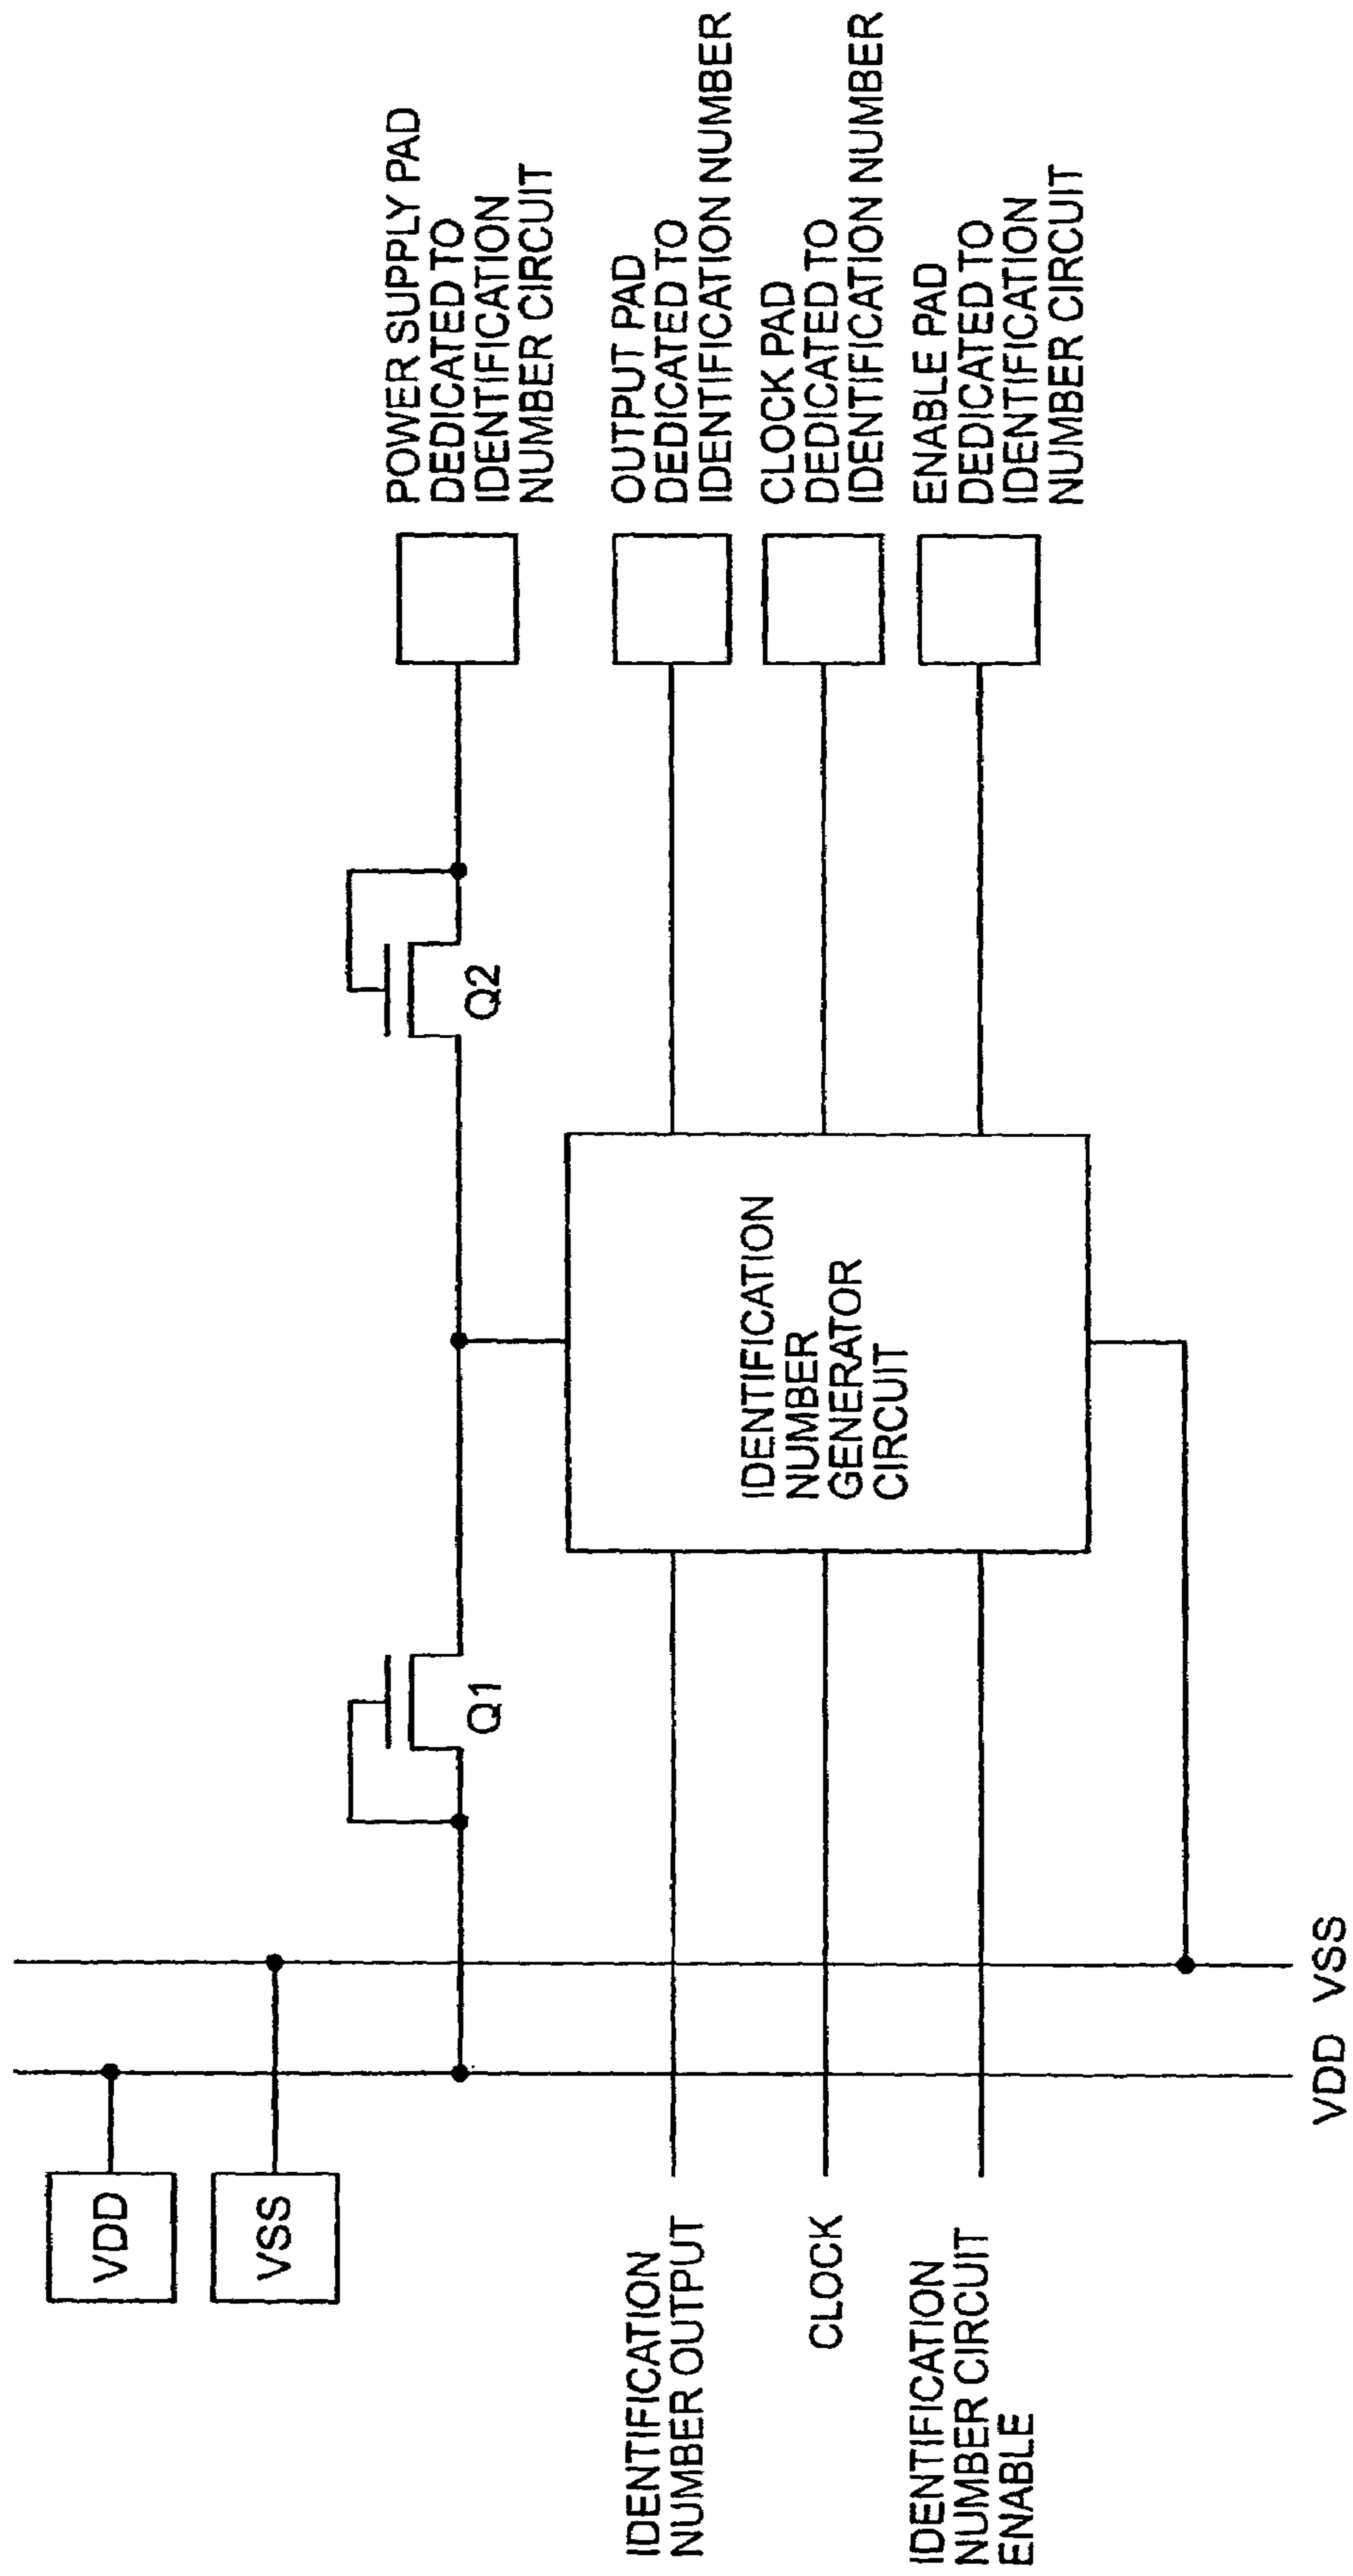 VDD
VSS
IDENTIFICATION
NUMBER OUTPUT
CLOCK
IDENTIFICATION
NUMBER CIRCUIT
ENABLE
VDD
VSS
Q1
Q2
IDENTIFICATION
NUMBER
GENERATOR
CIRCUIT
POWER SUPPLY PAD
DEDICATED TO
IDENTIFICATION
NUMBER CIRCUIT
OUTPUT PAD
DEDICATED TO
IDENTIFICATION NUMBER
CLOCK PAD
DEDICATED TO
IDENTIFICATION NUMBER
ENABLE PAD
DEDICATED TO
IDENTIFICATION
NUMBER CIRCUIT